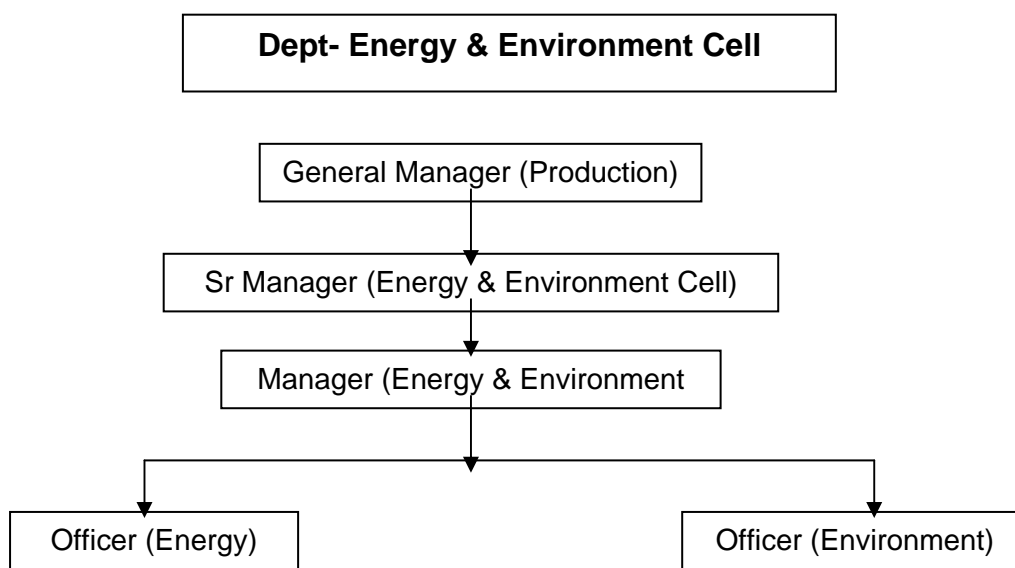 Dept- Energy & Environment Cell
General Manager (Production)
Sr Manager (Energy & Environment Cell)
Manager (Energy & Environment
Officer (Energy)
Officer (Environment)